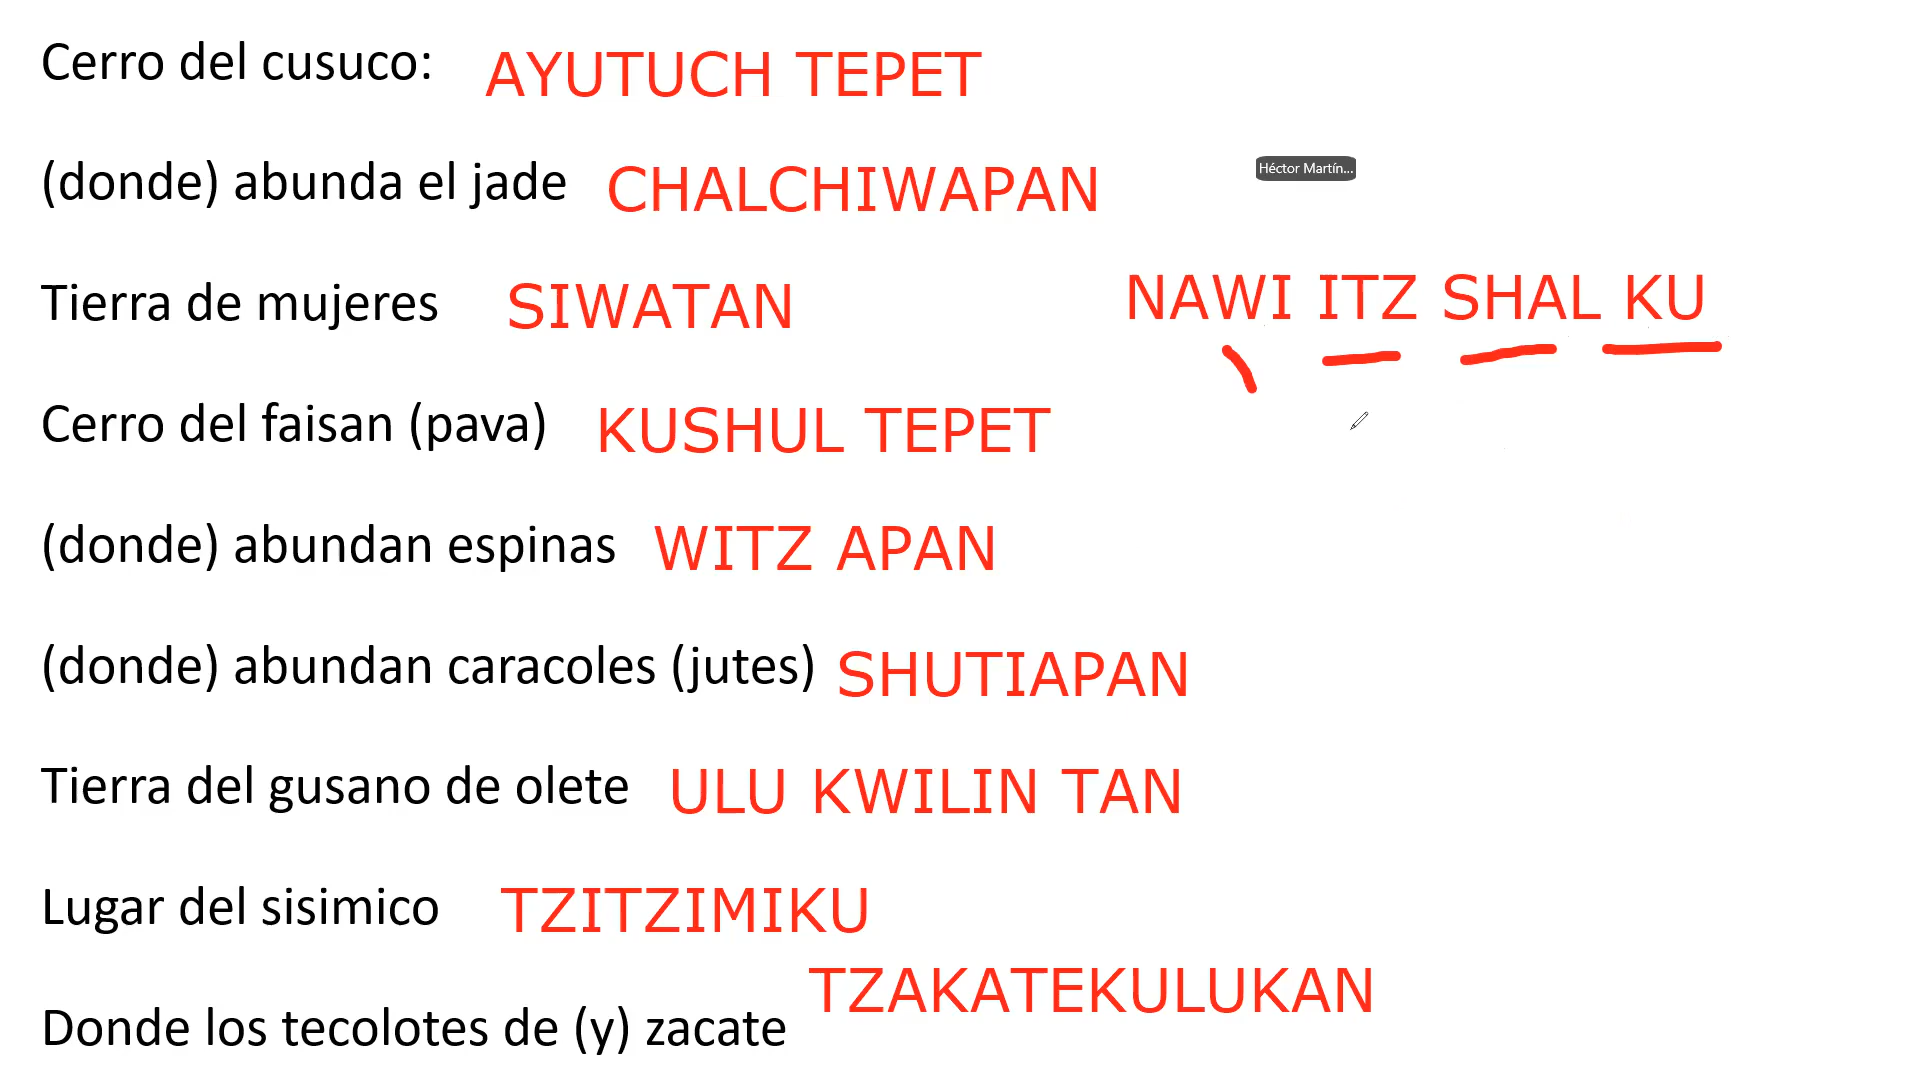 Cerro del cusuco: AYUTUCH TEPET
(donde) abunda el jade CHALCHIWAPAN
Héctor Martín...
Tierra de mujeres SIWATAN
NAWI ITZ SHAL KU
Cerro del faisan (pava) KUSHUL TEPET
(donde) abundan espinas WITZ APAN
(donde) abundan caracoles (jutes) SHUTIAPAN
Tierra del gusano de olete ULU KWILIN TAN
Lugar del sisimico TZITZIMIKU
Donde los tecolotes de (y) zacate TZAKATEKULUKAN